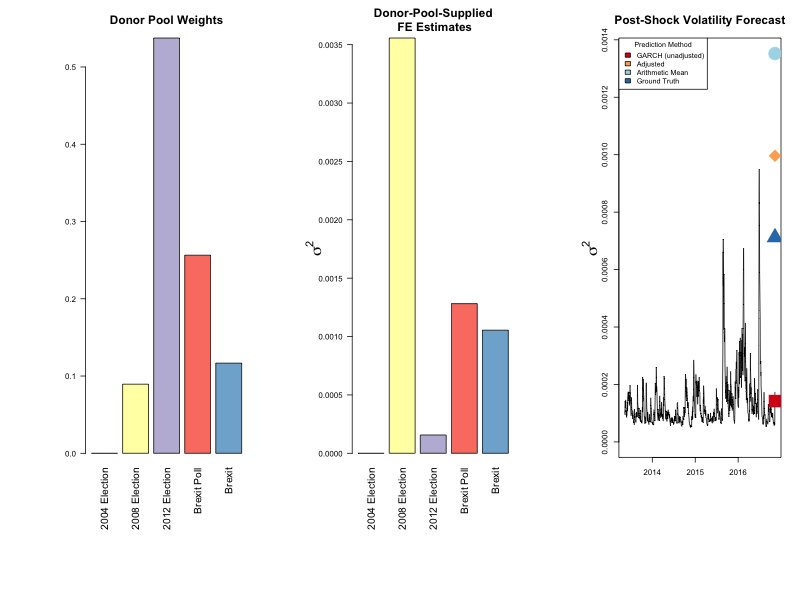 Donor Pool Weights
0.5
0.4
0.3
0.2
0.1
0.0
2004 Election
2008 Election
2012 Election
Brexit Poll
Brexit
Donor-Pool-Supplied
FE Estimates
σ2
0.0035
0.0030
0.0025
0.0020
0.0015
0.0010
0.0005
0.0000
2004 Election
2008 Election
2012 Election
Brexit Poll
Brexit
Post-Shock Volatility Forecast
σ2
0.0014
0.0012
0.0010
0.0008
0.0006
0.0004
0.0002
0.0000
Prediction Method
GARCH (unadjusted)
Adjusted
Arithmetic Mean
Ground Truth
2014
2015
2016